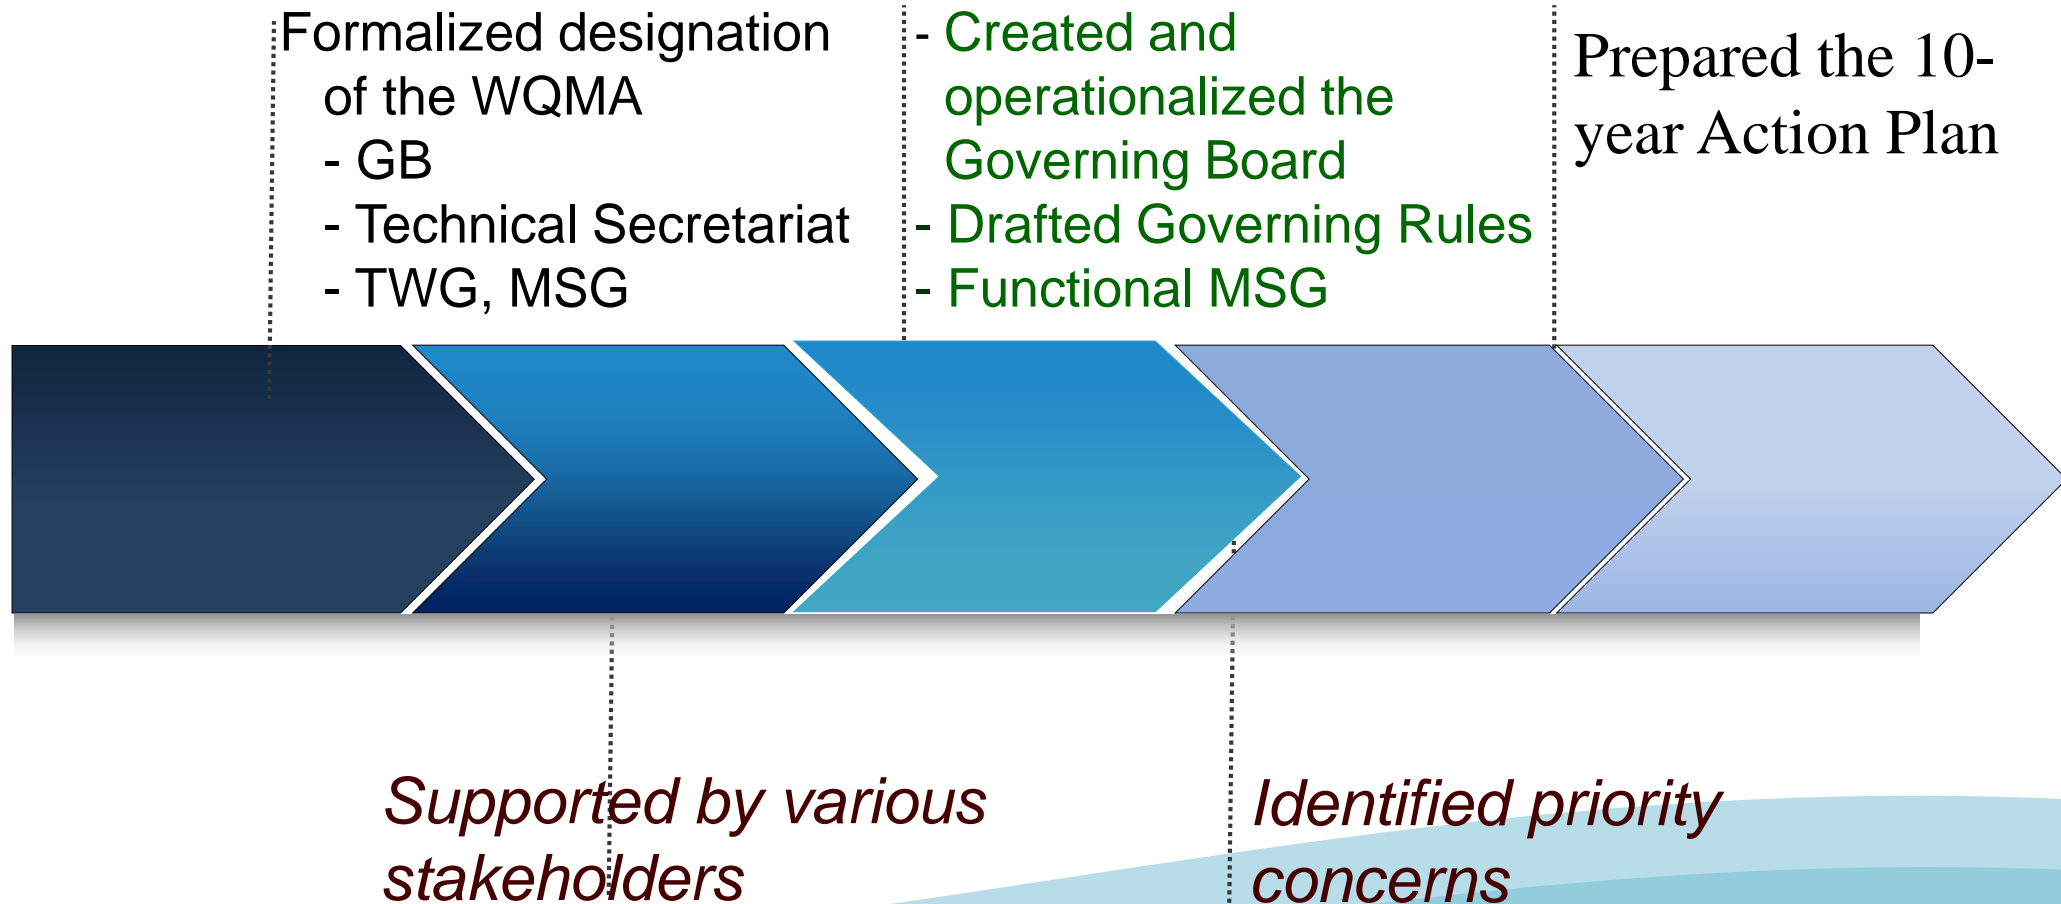 Formalized designation
of the WQMA
- GB
- Technical Secretariat
- TWG, MSG
- Created and
operationalized the
Governing Board
- Drafted Governing Rules
- Functional MSG
Prepared the 10-
year Action Plan
Supported by various
stakeholders
Identified priority
concerns